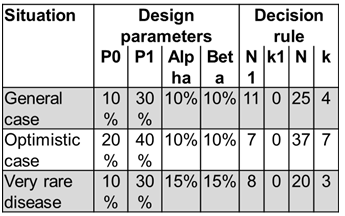 Situation Design parameters Decision rule
P0 P1 Alpha Beta N1 k1 N k
General case 10% 30% 10% 10% 11 0 25 4
Optimistic case 20% 40% 10% 10% 7 0 37 7
Very rare disease 10% 30% 15% 15% 8 0 20 3